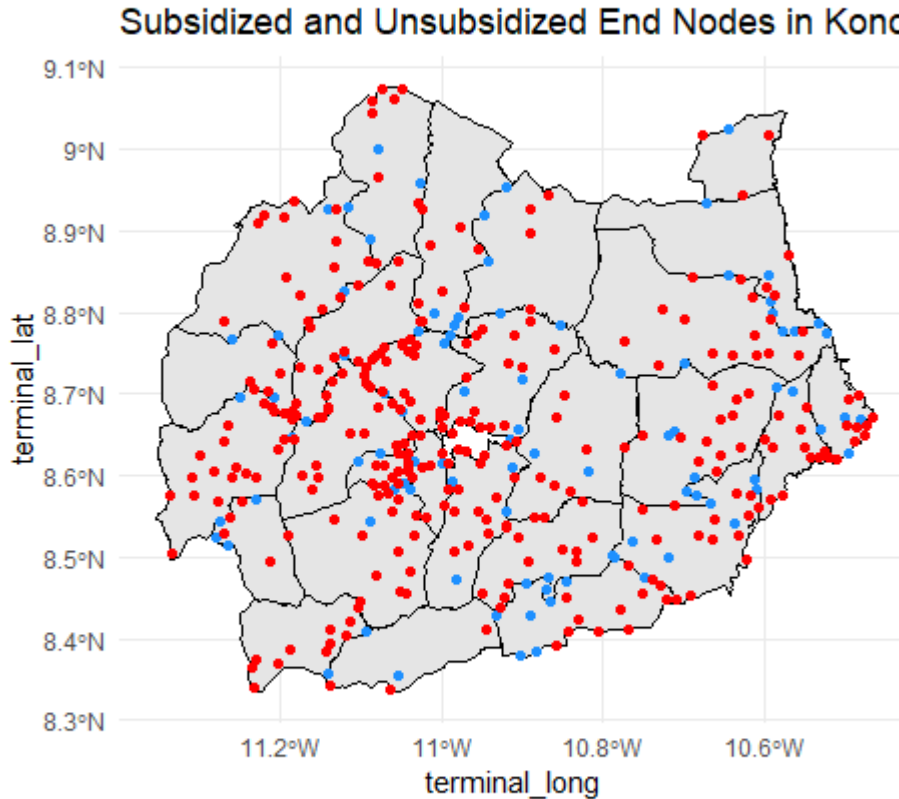 Subsidized and Unsubsidized End Nodes in Kono
9.1°N
9°N
8.9°N
8.8°N
8.7°N
8.6°N
8.5°N
8.4°N
8.3°N
terminal_lat
11.2°W 11°W 10.8°W 10.6°W
terminal_long